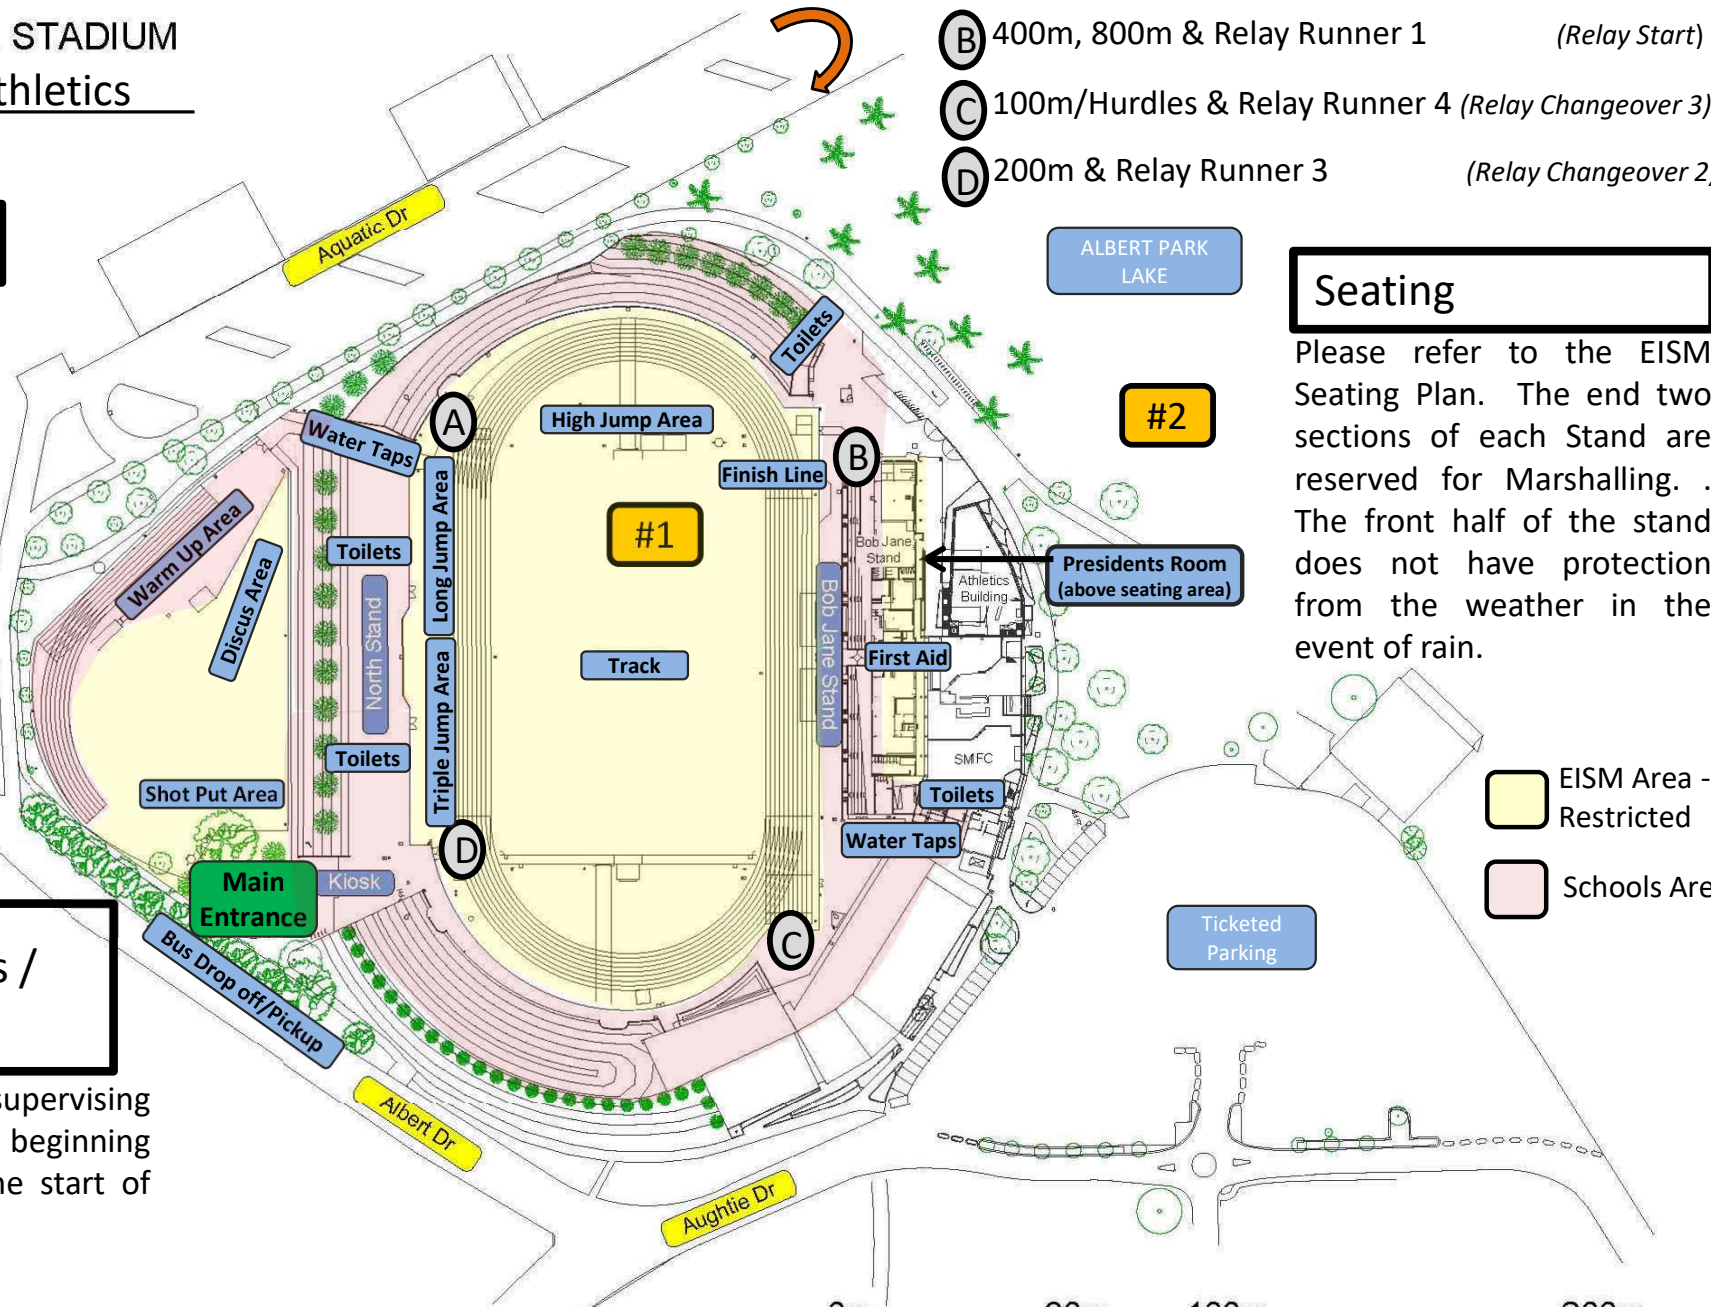 STADIUM
thletics
B 400m, 800m & Relay Runner 1 (Relay Start)
C 100m/Hurdles & Relay Runner 4 (Relay Changeover 3)
D 200m & Relay Runner 3 (Relay Changeover 2)
Aquatic Dr
ALBERT PARK
LAKE
Seating
Please refer to the EISM
Seating Plan. The end two
sections of each Stand are
reserved for Marshalling. .
The front half of the stand
does not have protection
from the weather in the
event of rain.
Toilets
A
High Jump Area
#2
Water Taps
B
Finish Line
Long Jump Area
Warm Up Area
#1
Bob Jane
Stand
Toilets
Discus Area
Presidents Room
(above seating area)
Athletics
Building
North Stand
Bob Jane Stand
First Aid
Track
Triple Jump Area
Toilets
SMFC
Shot Put Area
Toilets
EISM Area -
Restricted
Water Taps
D
Main
Entrance
Kiosk
Schools Are
C
Ticketed
Parking
s /
Bus Drop off/Pickup
supervising
beginning
he start of
Albert Dr
Aughtie Dr